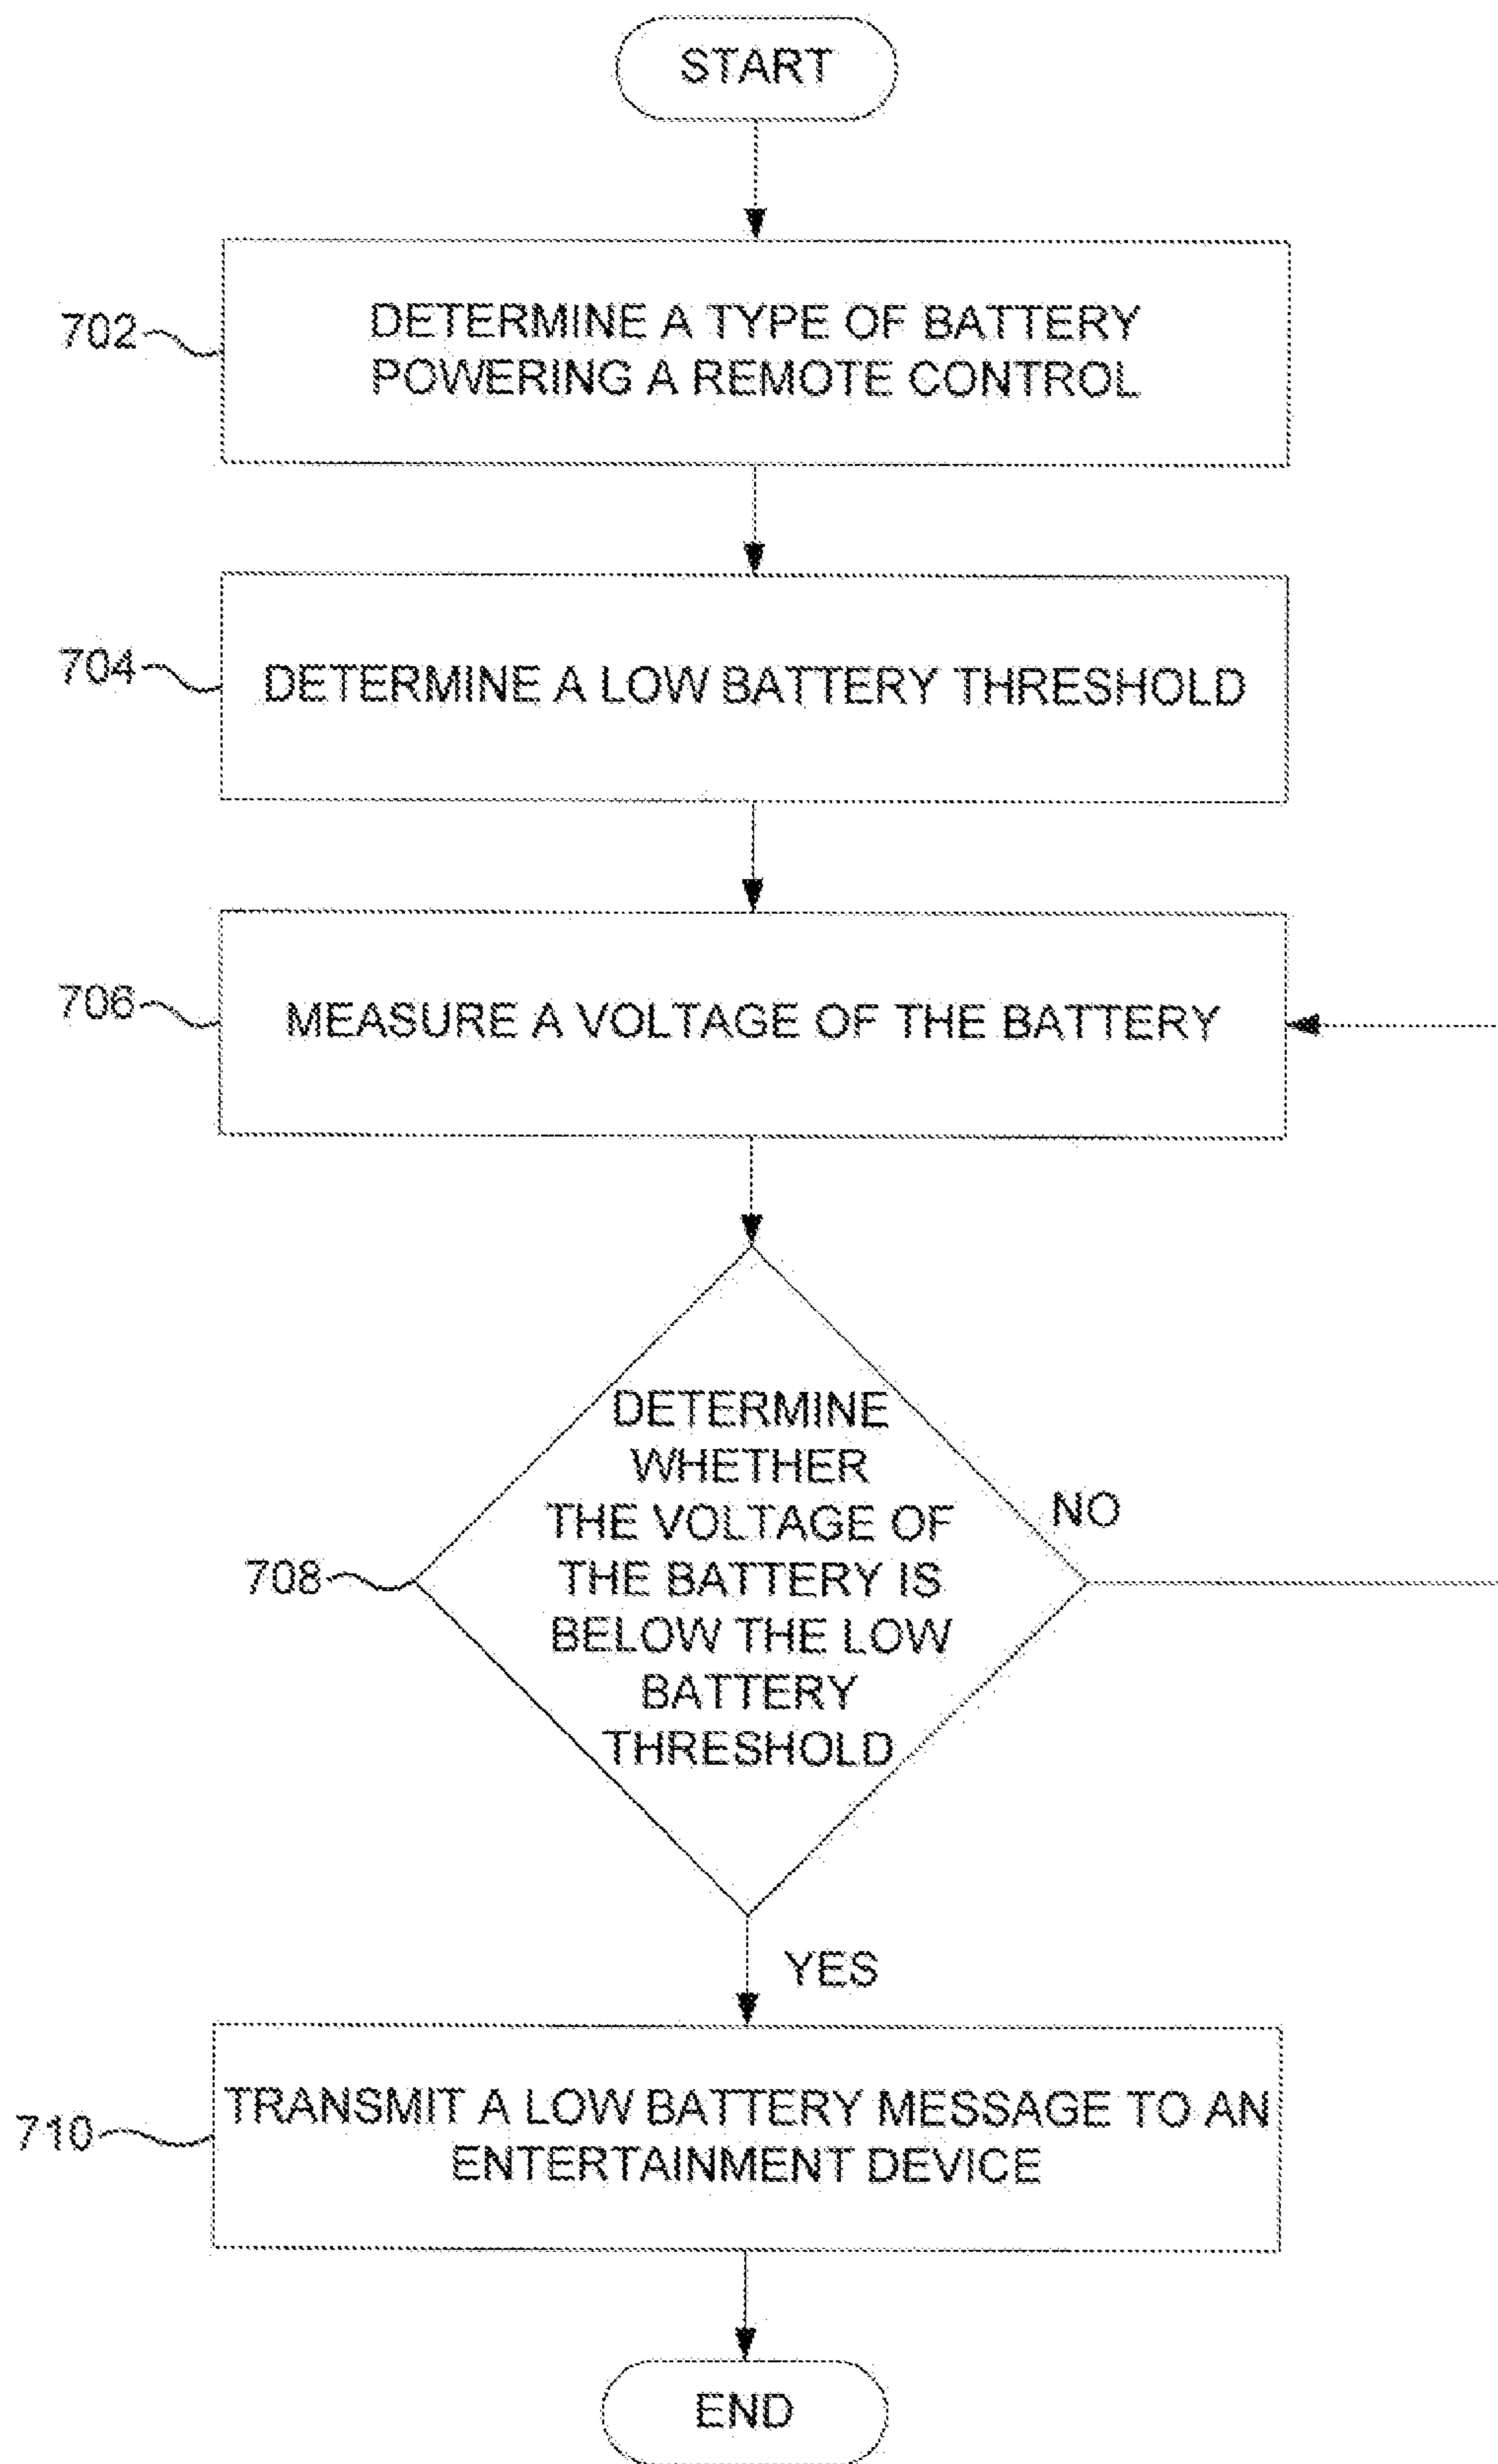 START
702
DETERMINE A TYPE OF BATTERY
POWERING A REMOTE CONTROL
704
DETERMINE A LOW BATTERY THRESHOLD
706
MEASURE A VOLTAGE OF THE BATTERY
708
DETERMINE
WHETHER
THE VOLTAGE OF
THE BATTERY IS
BELOW THE LOW
BATTERY
THRESHOLD
NO
YES
710
TRANSMIT A LOW BATTERY MESSAGE TO AN
ENTERTAINMENT DEVICE
END